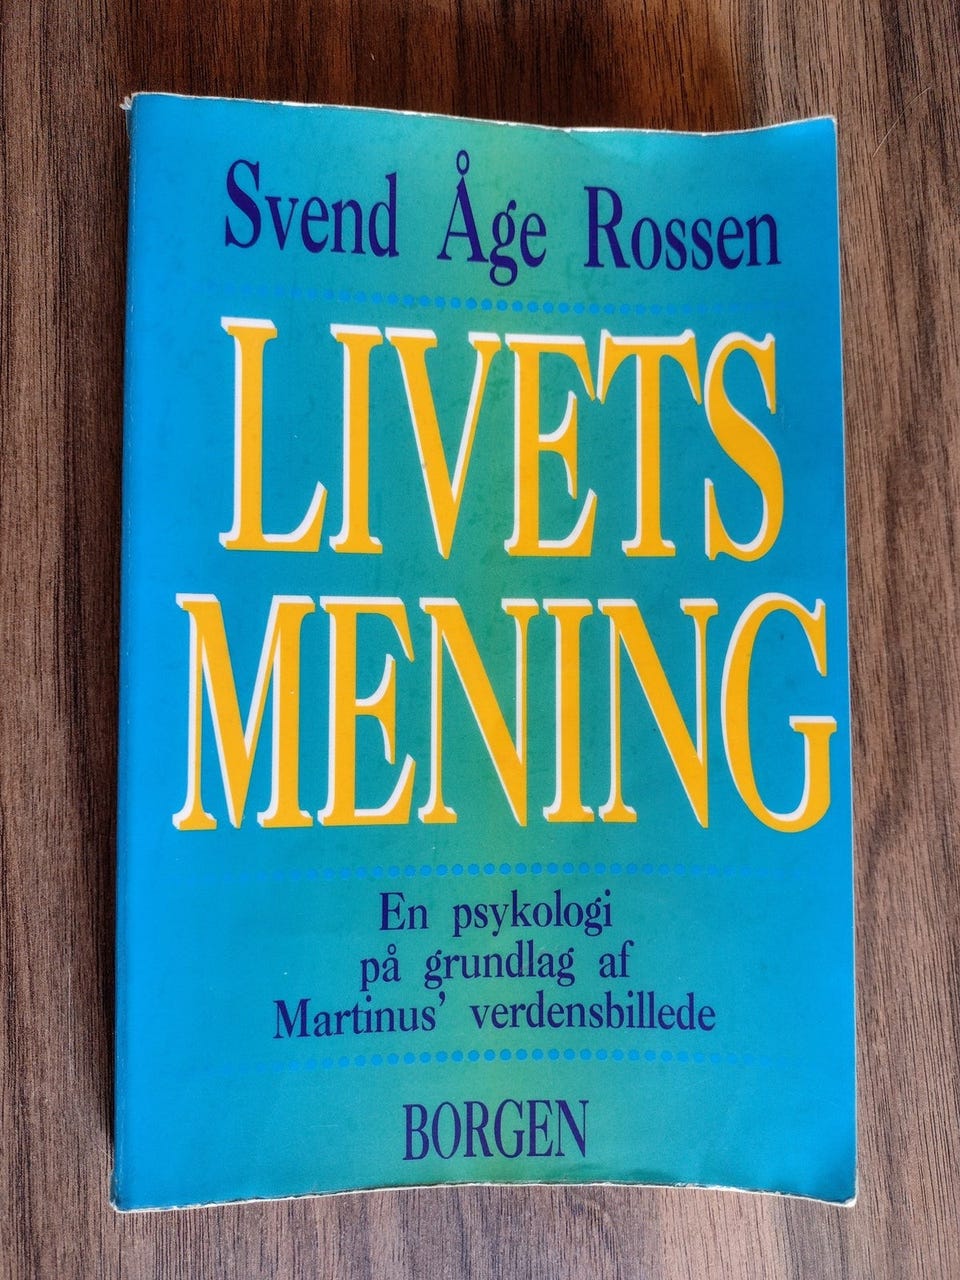 Svend Åge Rossen
LIVETS
MENING
En psykologi
på grundlag af
Martinus' verdensbillede
BORGEN